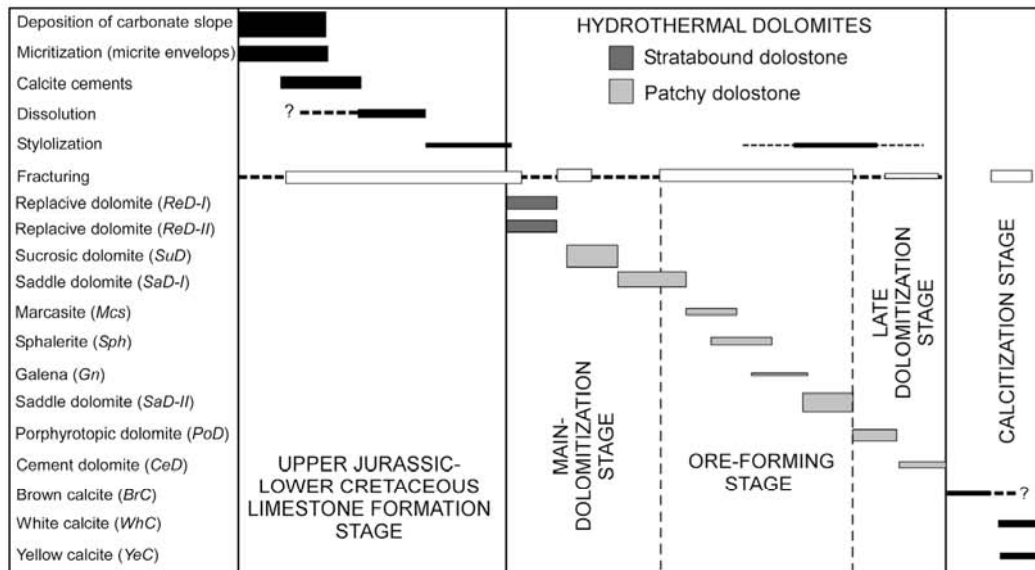 Deposition of carbonate slope
Micritization (micrite envelops)
Calcite cements
Dissolution
?
Stylolization
Fracturing
Replacive dolomite (ReD-I)
Replacive dolomite (ReD-II)
Sucrosic dolomite (SuD)
Saddle dolomite (SaD-I)
Marcasite (Mcs)
Sphalerite (Sph)
Galena (Gn)
Saddle dolomite (SaD-II)
Porphyrotopic dolomite (PoD)
Cement dolomite (CeD)
Brown calcite (BrC)
?
White calcite (WhC)
Yellow calcite (YeC)
HYDROTHERMAL DOLOMITES
Stratabound dolostone
Patchy dolostone
UPPER JURASSIC-
LOWER CRETACEOUS
LIMESTONE FORMATION
STAGE
MAIN-
DOLOMITIZATION
STAGE
ORE-FORMING
STAGE
LATE
DOLOMITIZATION
STAGE
CALCITIZATION STAGE